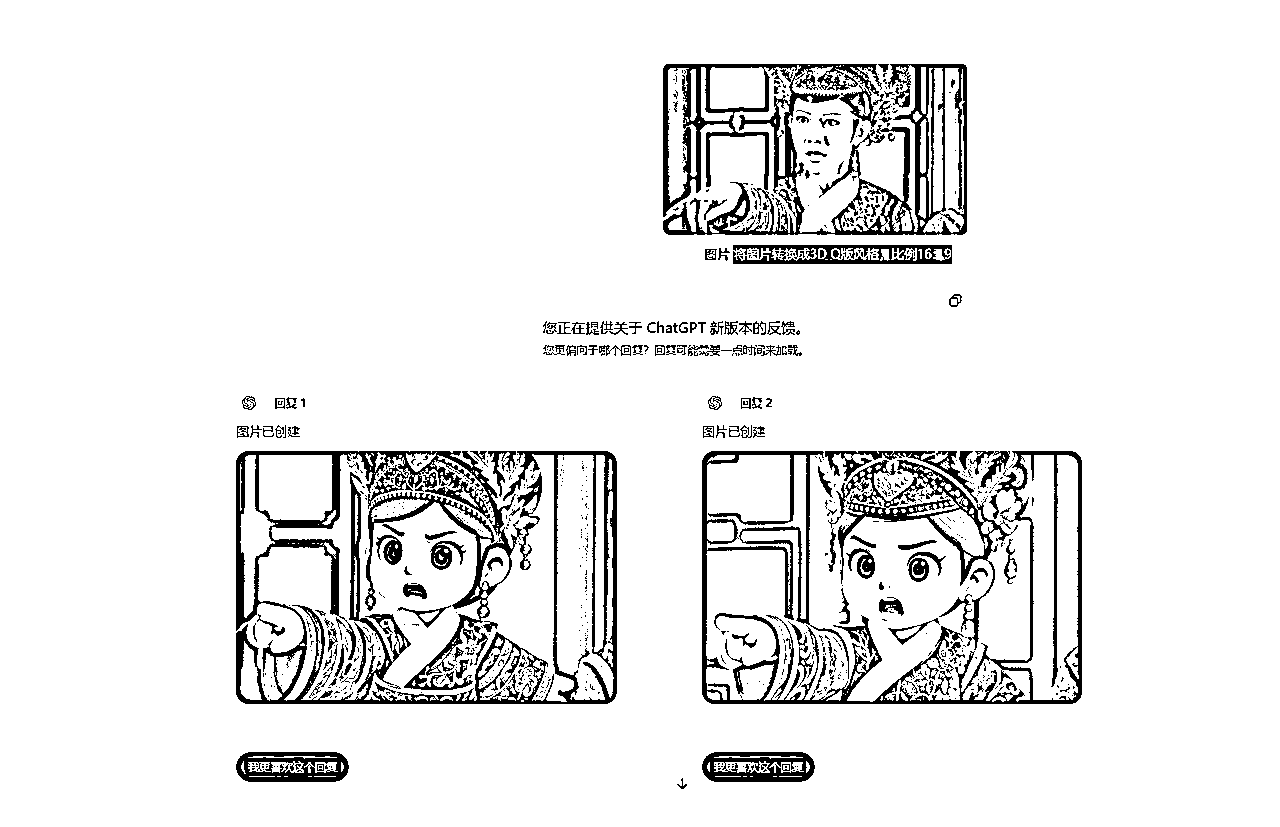 图片 将图片转换成3D Q版风格,比例16:9
您正在提供关于 ChatGPT 新版本的反馈。
您更偏向于哪个回复?回复可能需要一点时间来加载。
回复 1
图片已创建
回复 2
图片已创建
我更喜欢这个回复
我更喜欢这个回复